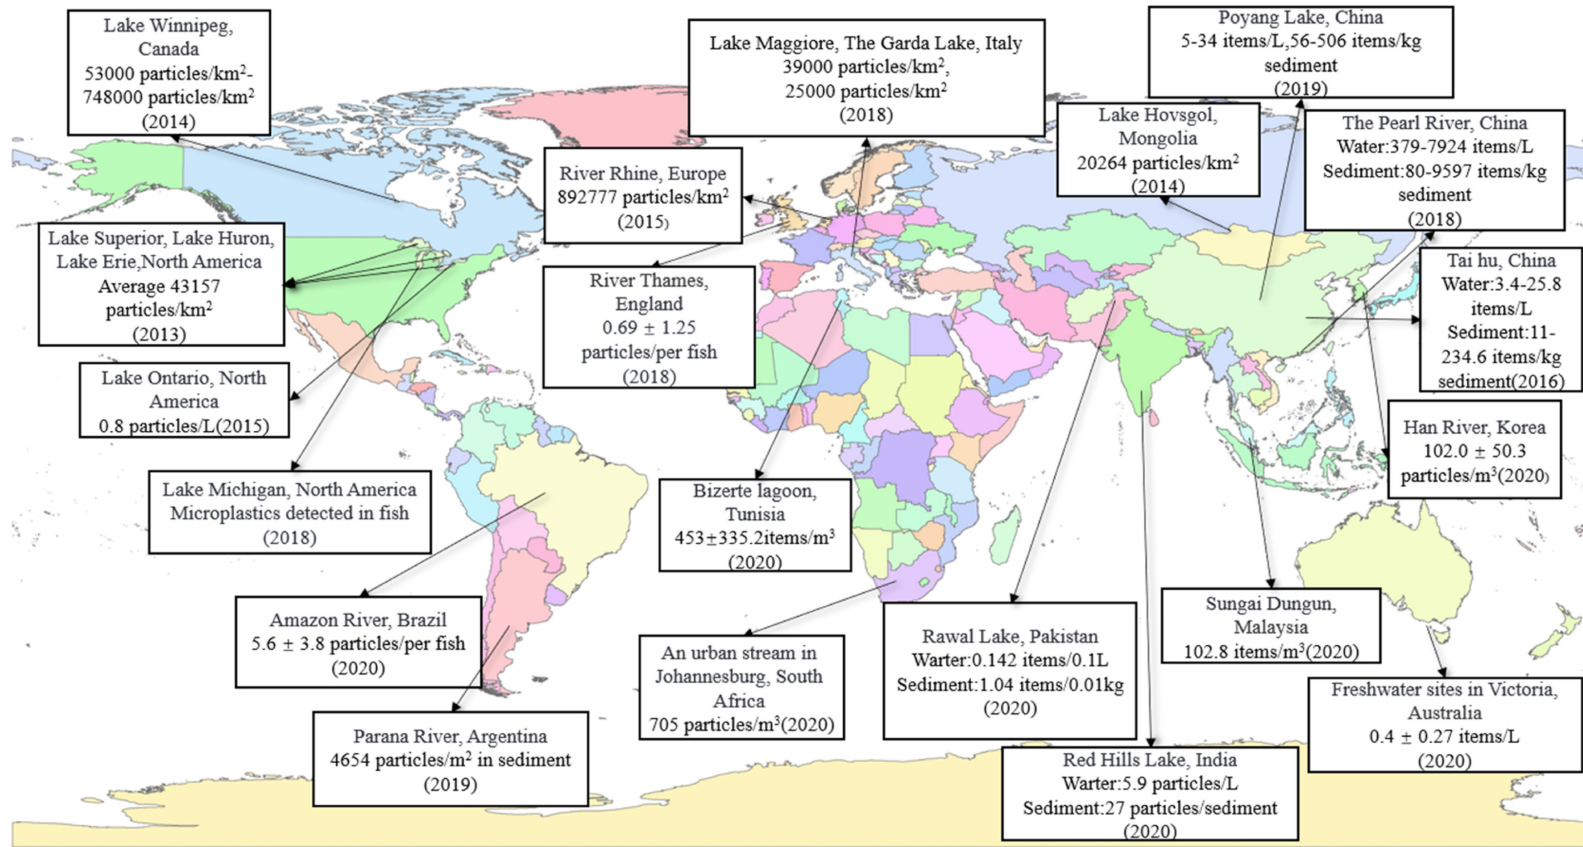 Lake Winnipeg,
Canada
53000 particles/km²-
748000 particles/km²
(2014)
Lake Maggiore, The Garda Lake, Italy
39000 particles/km²,
25000 particles/km²
(2018)
Poyang Lake, China
5-34 items/L,56-506 items/kg
sediment
(2019)
Lake Hovsgol,
Mongolia
20264 particles/km²
(2014)
The Pearl River, China
Water:379-7924 items/L
Sediment:80-9597 items/kg
sediment
(2018)
River Rhine, Europe
892777 particles/km²
(2015)
Lake Superior, Lake Huron,
Lake Erie,North America
Average 43157
particles/km²
(2013)
River Thames,
England
0.69 ± 1.25
particles/per fish
(2018)
Tai hu, China
Water:3.4-25.8
items/L
Sediment:11-
234.6 items/kg
sediment(2016)
Lake Ontario, North
America
0.8 particles/L(2015)
Han River, Korea
102.0 ± 50.3
particles/m³(2020)
Lake Michigan, North America
Microplastics detected in fish
(2018)
Bizerte lagoon,
Tunisia
453±335.2items/m³
(2020)
Amazon River, Brazil
5.6 ± 3.8 particles/per fish
(2020)
An urban stream in
Johannesburg, South
Africa
705 particles/m³(2020)
Rawal Lake, Pakistan
Warter:0.142 items/0.1L
Sediment:1.04 items/0.01kg
(2020)
Sungai Dungun,
Malaysia
102.8 items/m³(2020)
Freshwater sites in Victoria,
Australia
0.4 ± 0.27 items/L
(2020)
Parana River, Argentina
4654 particles/m² in sediment
(2019)
Red Hills Lake, India
Warter:5.9 particles/L
Sediment:27 particles/sediment
(2020)